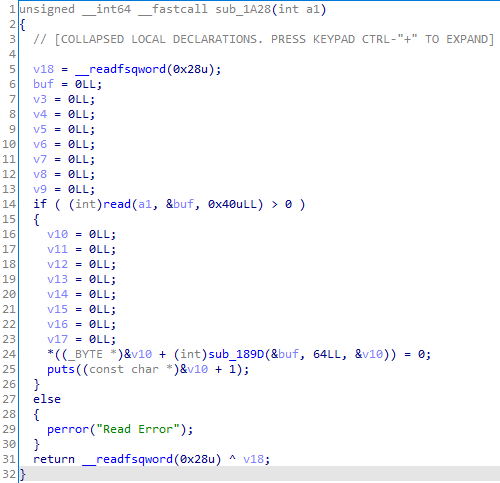 1 unsigned __int64 __fastcall sub_1A28(int a1)
2 {
3   // [COLLAPSED LOCAL DECLARATIONS. PRESS KEYPAD CTRL-"+" TO EXPAND]
4
5   v18 = __readfsqword(0x28u);
6   buf = 0LL;
7   v3 = 0LL;
8   v4 = 0LL;
9   v5 = 0LL;
10   v6 = 0LL;
11   v7 = 0LL;
12   v8 = 0LL;
13   v9 = 0LL;
14   if ( (int)read(a1, &buf, 0x40uLL) > 0 )
15   {
16     v10 = 0LL;
17     v11 = 0LL;
18     v12 = 0LL;
19     v13 = 0LL;
20     v14 = 0LL;
21     v15 = 0LL;
22     v16 = 0LL;
23     v17 = 0LL;
24     *((_BYTE *)&v10 + (int)sub_189D(&buf, 64LL, &v10)) = 0;
25     puts((const char *)&v10 + 1);
26   }
27   else
28   {
29     perror("Read Error");
30   }
31   return __readfsqword(0x28u) ^ v18;
32 }